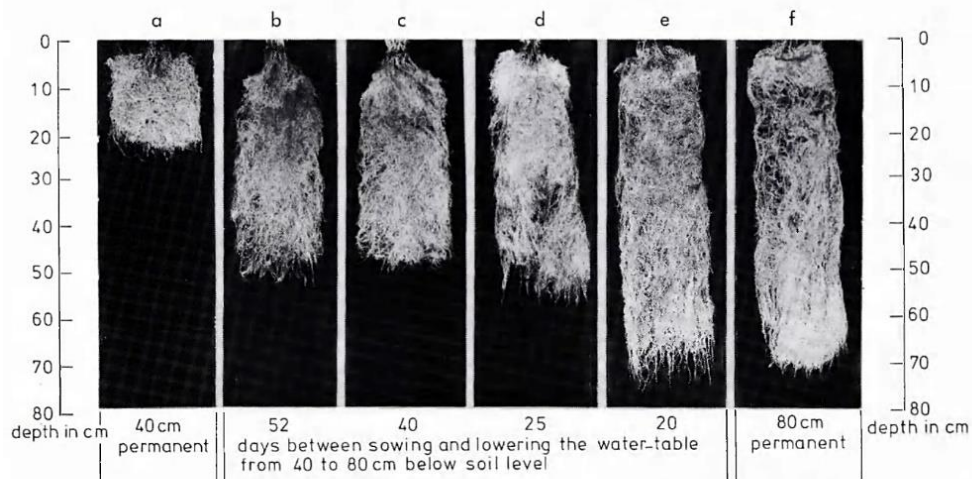 a b c d e f
0 0
10 10
20 20
30 30
40 40
50 50
60 60
70 70
80 80
depth in cm 40 cm 52 40 25 20 80 cm depth in cm
permanent days between sowing and lowering the water-table permanent
from 40 to 80 cm below soil level